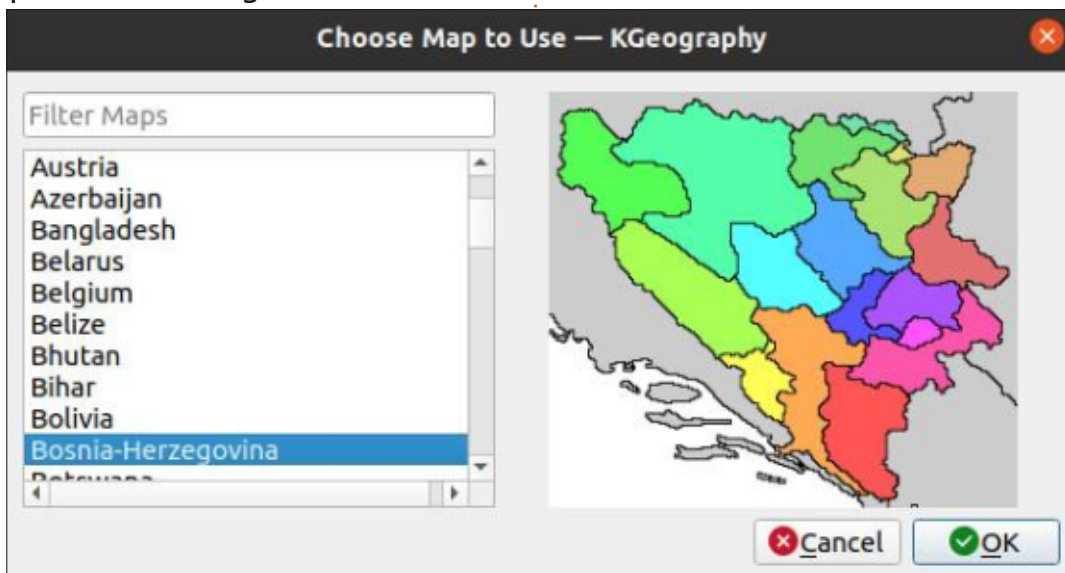 Choose Map to Use — KGeography
Filter Maps
Austria
Azerbaijan
Bangladesh
Belarus
Belgium
Belize
Bhutan
Bihar
Bolivia
Bosnia-Herzegovina
Botswana
Cancel
OK